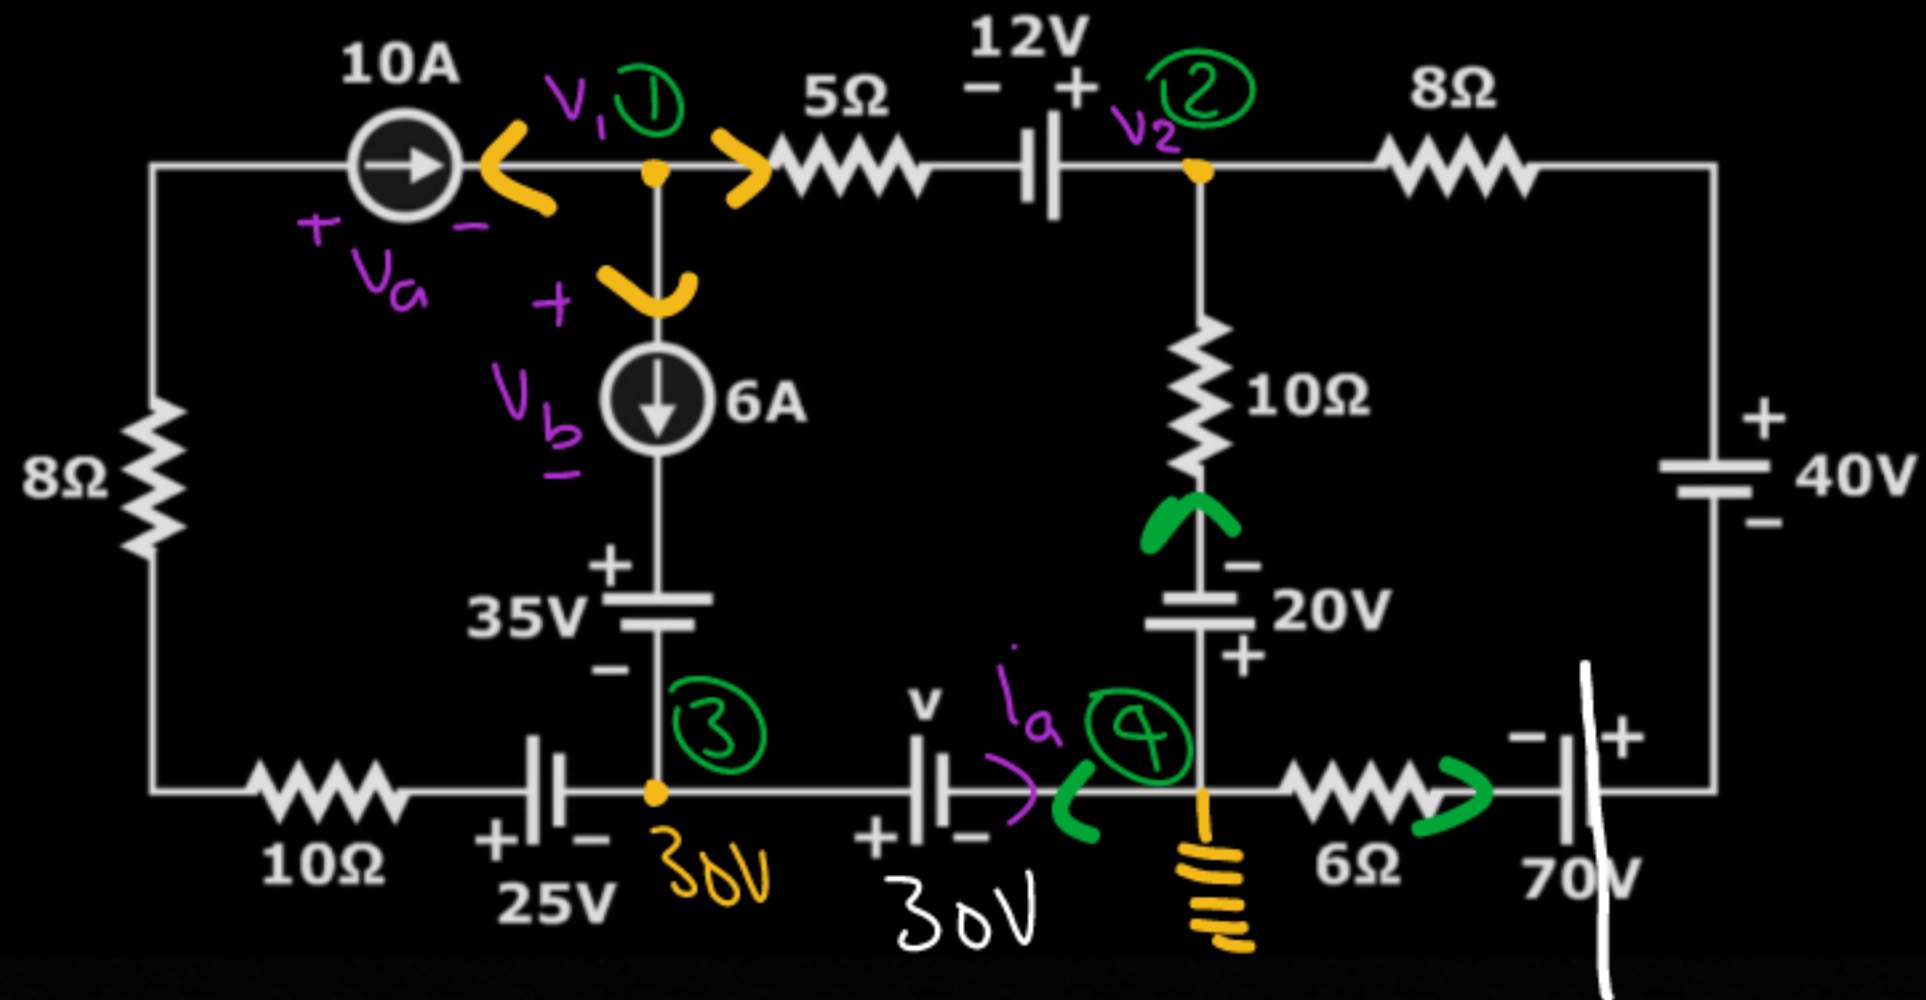 12V
10A
V₁ ①
5Ω
- +
V₂ ②
8Ω
+ Va -
+ Vb -
6A
10Ω
+ 40V -
8Ω
+ 35V -
- 20V +
③
v
ia
④
- +
10Ω
+ -
25V
30V
+ -
30V
6Ω
70V